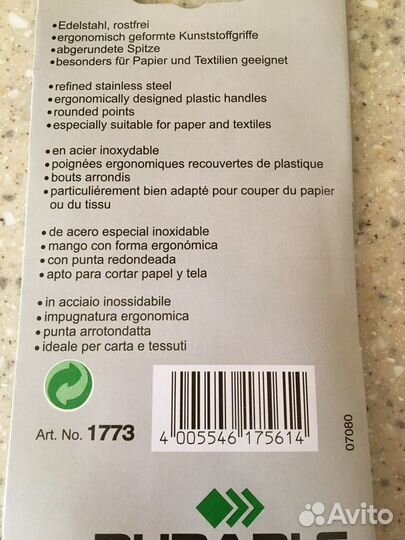 •Edelstahl, rostfrei
•ergonomisch geformte Kunststoffgriffe
•abgerundete Spitze
•besonders für Papier und Textilien geeignet
•refined stainless steel
•ergonomically designed plastic handles
•rounded points
•especially suitable for paper and textiles
•en acier inoxydable
•poignées ergonomiques recouvertes de plastique
•bouts arrondis
•particuliérement bien adapté pour couper du papier
ou du tissu
•de acero especial inoxidable
•mango con forma ergonómica
•con punta redondeada
•apto para cortar papel y tela
•in acciaio inossidabile
•impugnatura ergonomica
•punta arrotondatta
•ideale per carta e tessuti
Art. No. 1773
4 005546 175614
07080
DURABLE
Avito